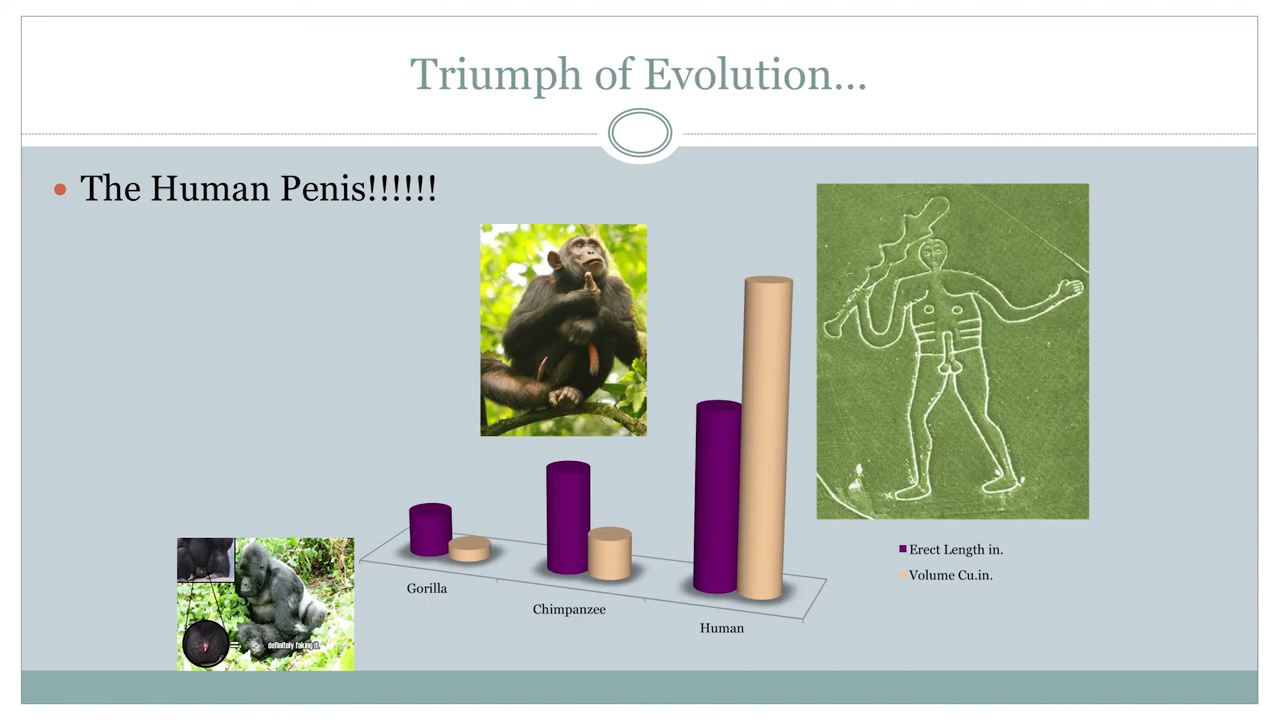 Triumph of Evolution...
• The Human Penis!!!!!!
definitely faking it.
Gorilla
Chimpanzee
Human
Erect Length in.
Volume Cu.in.